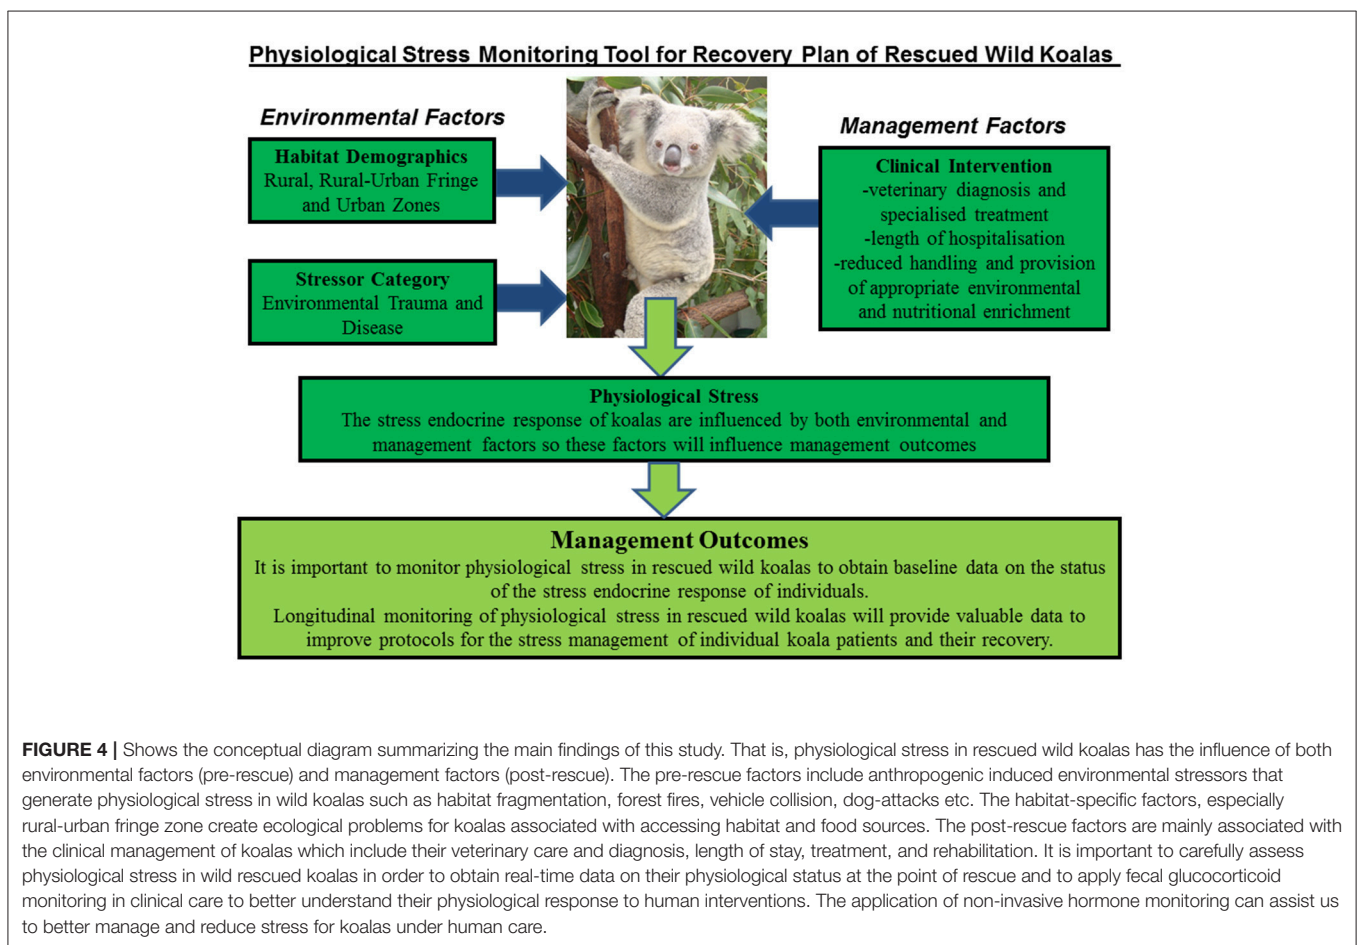 Physiological Stress Monitoring Tool for Recovery Plan of Rescued Wild Koalas
Environmental Factors
Habitat Demographics
Rural, Rural-Urban Fringe
and Urban Zones
Stressor Category
Environmental Trauma and
Disease
Management Factors
Clinical Intervention
-veterinary diagnosis and
specialised treatment
-length of hospitalisation
-reduced handling and provision
of appropriate environmental
and nutritional enrichment
Physiological Stress
The stress endocrine response of koalas are influenced by both environmental and
management factors so these factors will influence management outcomes
Management Outcomes
It is important to monitor physiological stress in rescued wild koalas to obtain baseline data on the status
of the stress endocrine response of individuals.
Longitudinal monitoring of physiological stress in rescued wild koalas will provide valuable data to
improve protocols for the stress management of individual koala patients and their recovery.
FIGURE 4 | Shows the conceptual diagram summarizing the main findings of this study. That is, physiological stress in rescued wild koalas has the influence of both
environmental factors (pre-rescue) and management factors (post-rescue). The pre-rescue factors include anthropogenic induced environmental stressors that
generate physiological stress in wild koalas such as habitat fragmentation, forest fires, vehicle collision, dog-attacks etc. The habitat-specific factors, especially
rural-urban fringe zone create ecological problems for koalas associated with accessing habitat and food sources. The post-rescue factors are mainly associated with
the clinical management of koalas which include their veterinary care and diagnosis, length of stay, treatment, and rehabilitation. It is important to carefully assess
physiological stress in wild rescued koalas in order to obtain real-time data on their physiological status at the point of rescue and to apply fecal glucocorticoid
monitoring in clinical care to better understand their physiological response to human interventions. The application of non-invasive hormone monitoring can assist us
to better manage and reduce stress for koalas under human care.